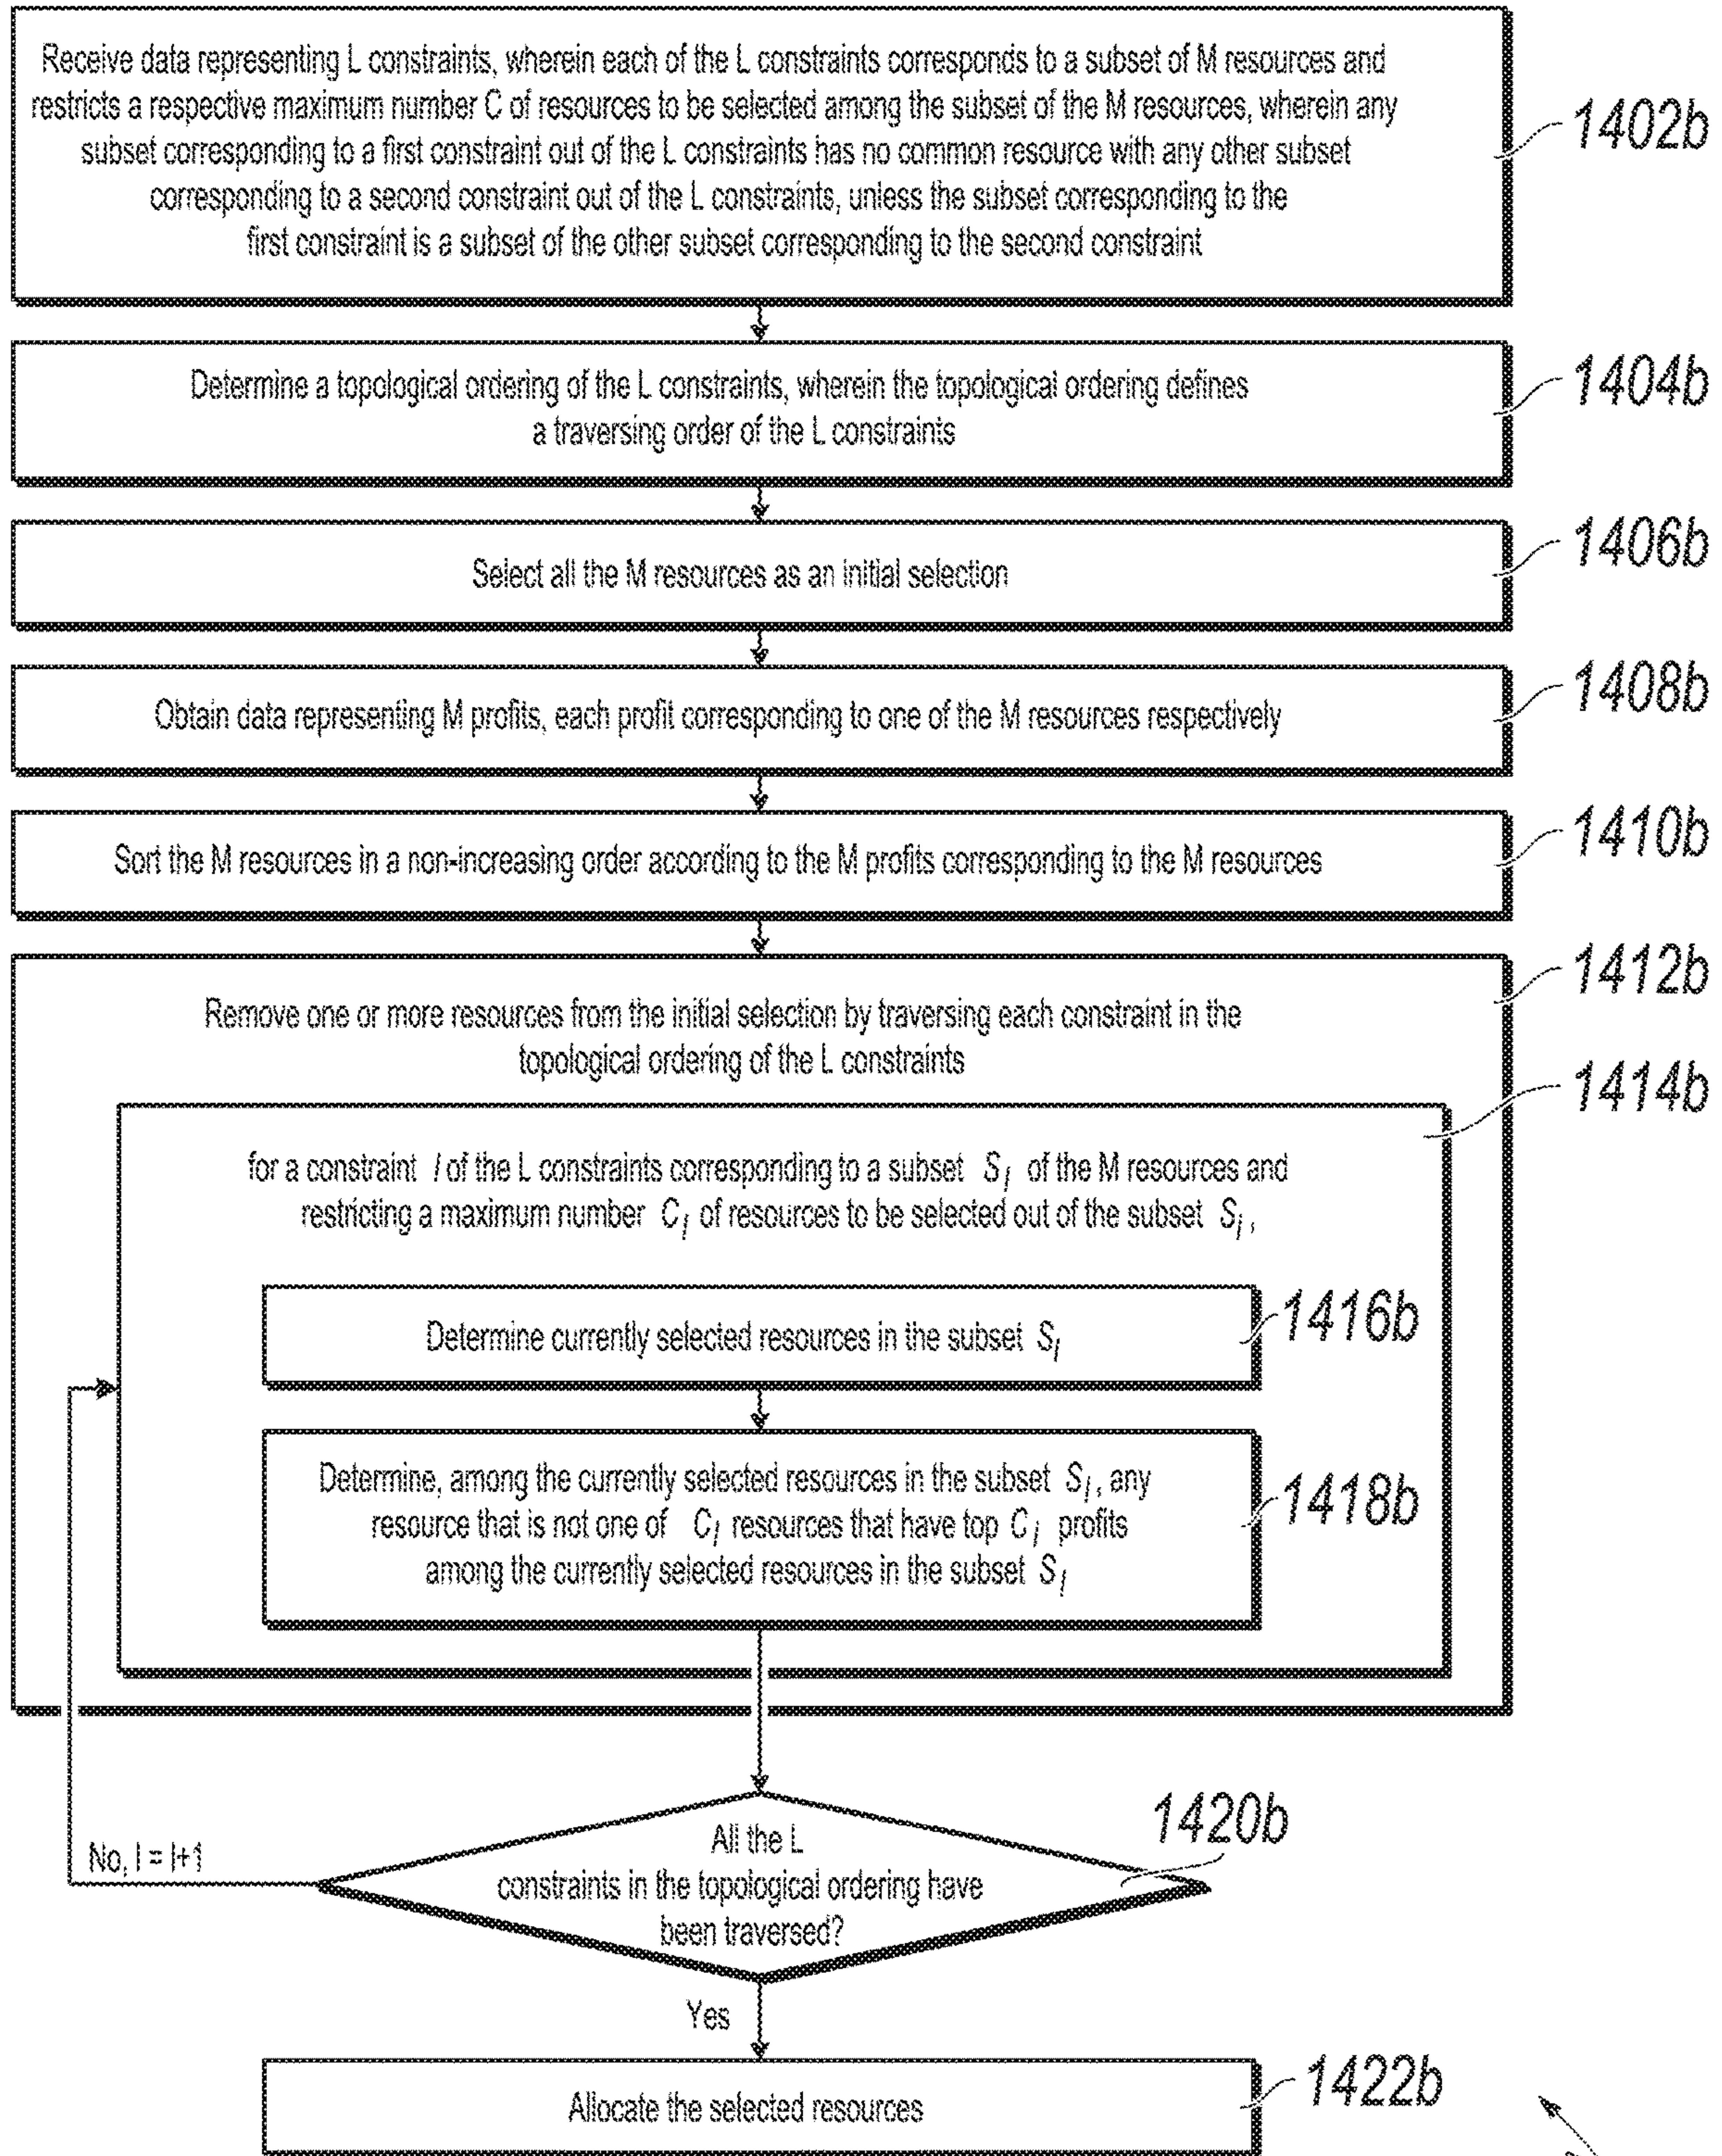 Receive data representing L constraints, wherein each of the L constraints corresponds to a subset of M resources and
restricts a respective maximum number C of resources to be selected among the subset of the M resources, wherein any
subset corresponding to a first constraint out of the L constraints has no common resource with any other subset
corresponding to a second constraint out of the L constraints, unless the subset corresponding to the
first constraint is a subset of the other subset corresponding to the second constraint
1402b
Determine a topological ordering of the L constraints, wherein the topological ordering defines
a traversing order of the L constraints
1404b
Select all the M resources as an initial selection
1406b
Obtain data representing M profits, each profit corresponding to one of the M resources respectively
1408b
Sort the M resources in a non-increasing order according to the M profits corresponding to the M resources
1410b
Remove one or more resources from the initial selection by traversing each constraint in the
topological ordering of the L constraints
1412b
1414b
for a constraint l of the L constraints corresponding to a subset S_l of the M resources and
restricting a maximum number C_l of resources to be selected out of the subset S_l,
Determine currently selected resources in the subset S_l
1416b
Determine, among the currently selected resources in the subset S_l, any
resource that is not one of C_l resources that have top C_l profits
among the currently selected resources in the subset S_l
1418b
All the L
constraints in the topological ordering have
been traversed?
1420b
No, l = l+1
Yes
Allocate the selected resources
1422b